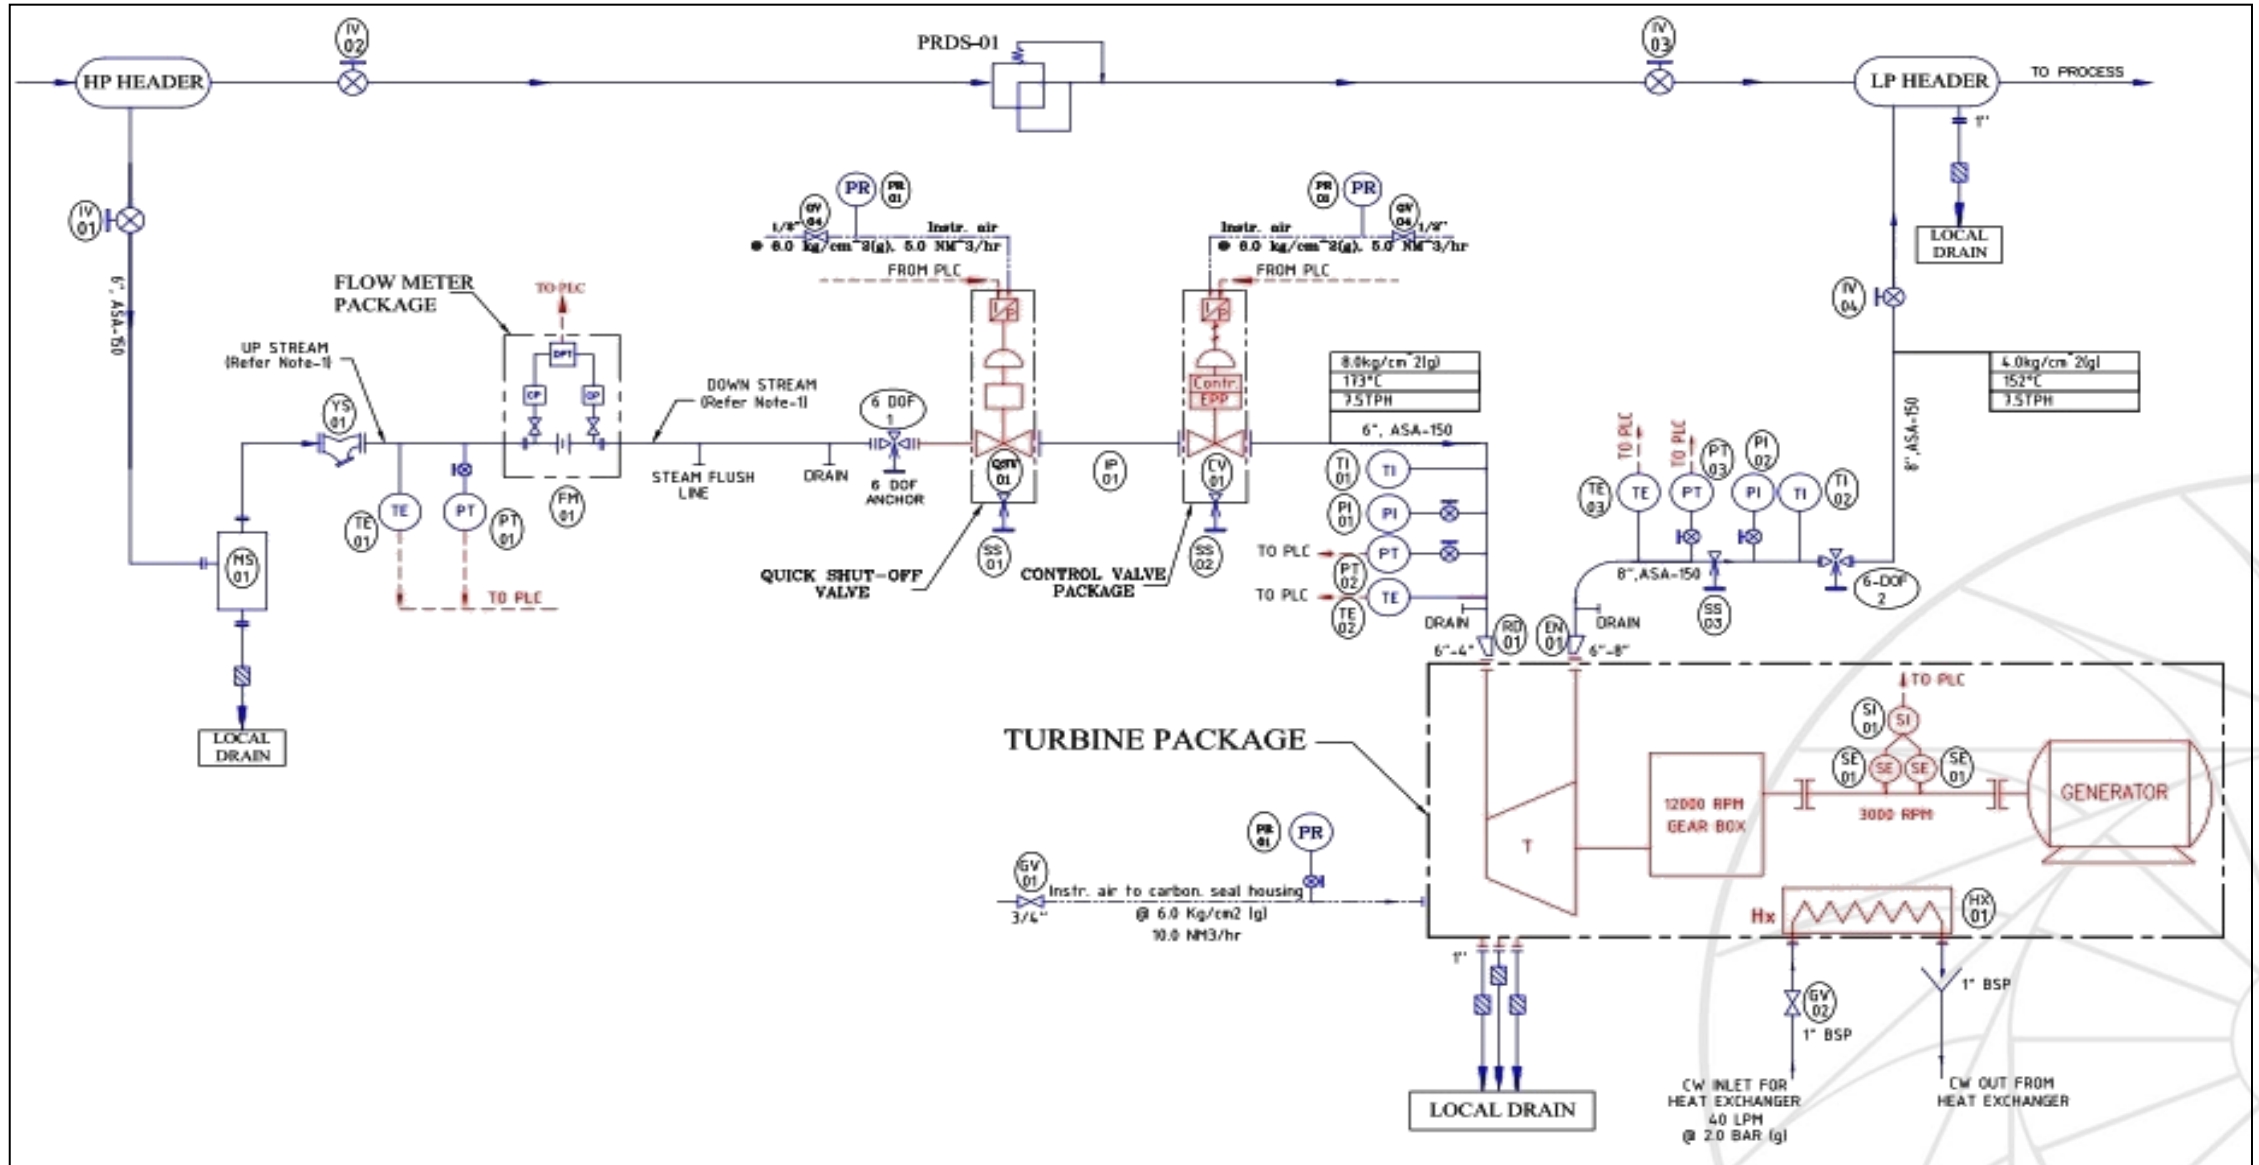 IV
02
PRDS-01
IV
03
HP HEADER
LP HEADER
TO PROCESS
1"
IV
01
PR
PR
01
GV
04
1/8"
Instr. air
@ 6.0 kg/cm^2(g), 5.0 NM^3/hr
FROM PLC
PR
PR
GV
04
1/8"
Instr. air
@ 6.0 kg/cm^2(g), 5.0 NM^3/hr
FROM PLC
LOCAL
DRAIN
IV
04
6", ASA-150
FLOW METER
PACKAGE
TO PLC
DPT
CP
CP
I
P
I
P
Contr.
EPP
UP STREAM
(Refer Note-1)
DOWN STREAM
(Refer Note-1)
8.0kg/cm^2(g)
173°C
7.5TPH
4.0kg/cm^2(g)
152°C
7.5TPH
YS
01
6 DOF
1
6", ASA-150
8",ASA-150
STEAM FLUSH
LINE
DRAIN
6 DOF
ANCHOR
QSV
01
IP
01
CV
01
FM
01
TE
01
TE
PT
PT
01
MS
01
TO PLC
SS
01
SS
02
QUICK SHUT-OFF
VALVE
CONTROL VALVE
PACKAGE
TI
01
TI
PI
01
PI
TO PLC
PT
PT
02
TO PLC
TE
TE
02
DRAIN
RD
01
6"-4"
EN
01
6"-8"
DRAIN
TO PLC
TO PLC
TE
03
TE
PT
PT
03
PI
02
PI
TI
TI
02
8",ASA-150
SS
03
6-DOF
2
LOCAL
DRAIN
TURBINE PACKAGE
TO PLC
SI
01
SI
SE
01
SE
SE
SE
01
T
12000 RPM
GEAR BOX
3000 RPM
GENERATOR
PR
01
PR
GV
01
3/4"
Instr. air to carbon. seal housing
@ 6.0 Kg/cm2 (g)
10.0 NM3/hr
Hx
HX
01
1"
GV
02
1" BSP
1" BSP
LOCAL DRAIN
CW INLET FOR
HEAT EXCHANGER
40 LPM
@ 2.0 BAR (g)
CW OUT FROM
HEAT EXCHANGER